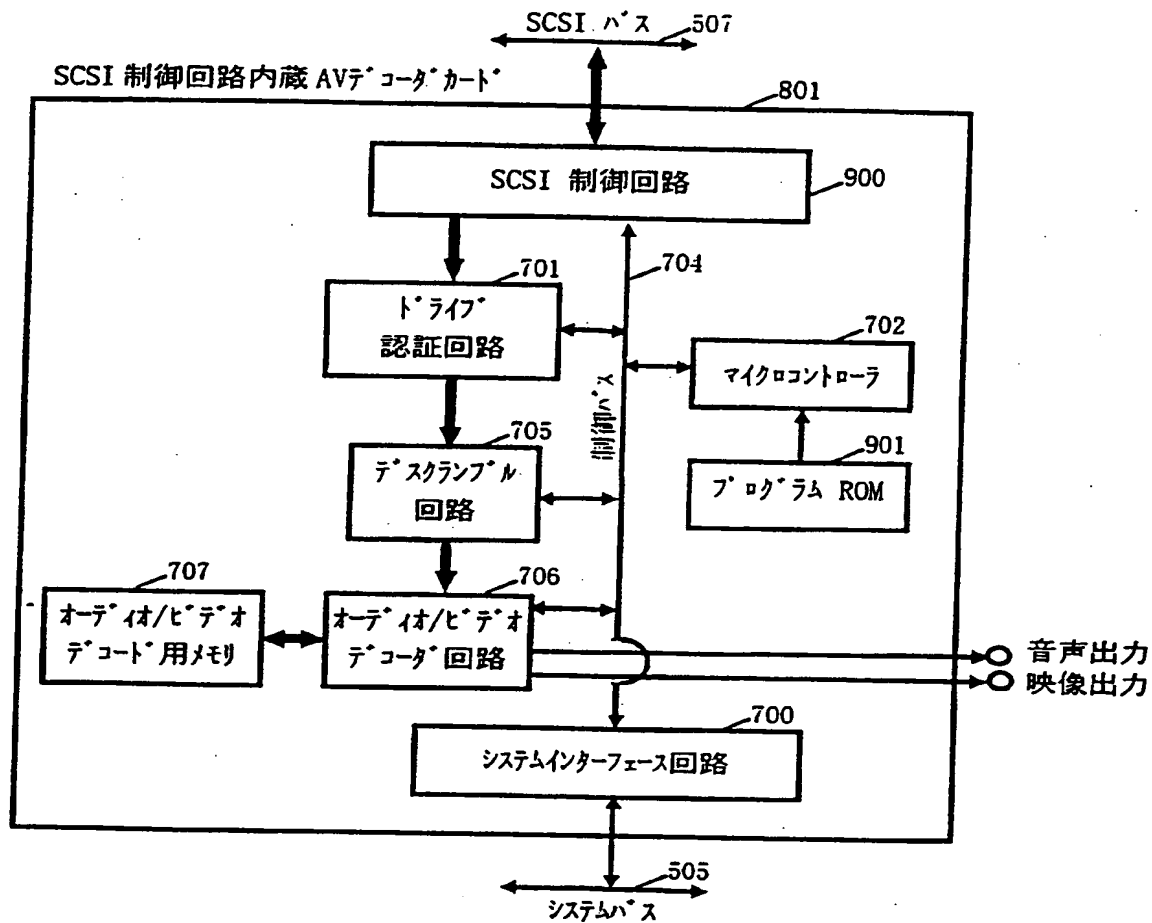 SCSI バス
507
SCSI 制御回路内蔵 AVデコーダカード
801
SCSI 制御回路
900
704
701
ドライブ
認証回路
702
マイクロコントローラ
制御バス
705
デスクランブル
回路
901
プログラム ROM
707
オーディオ/ビデオ
デコード用メモリ
706
オーディオ/ビデオ
デコーダ回路
音声出力
映像出力
700
システムインターフェース回路
505
システムバス